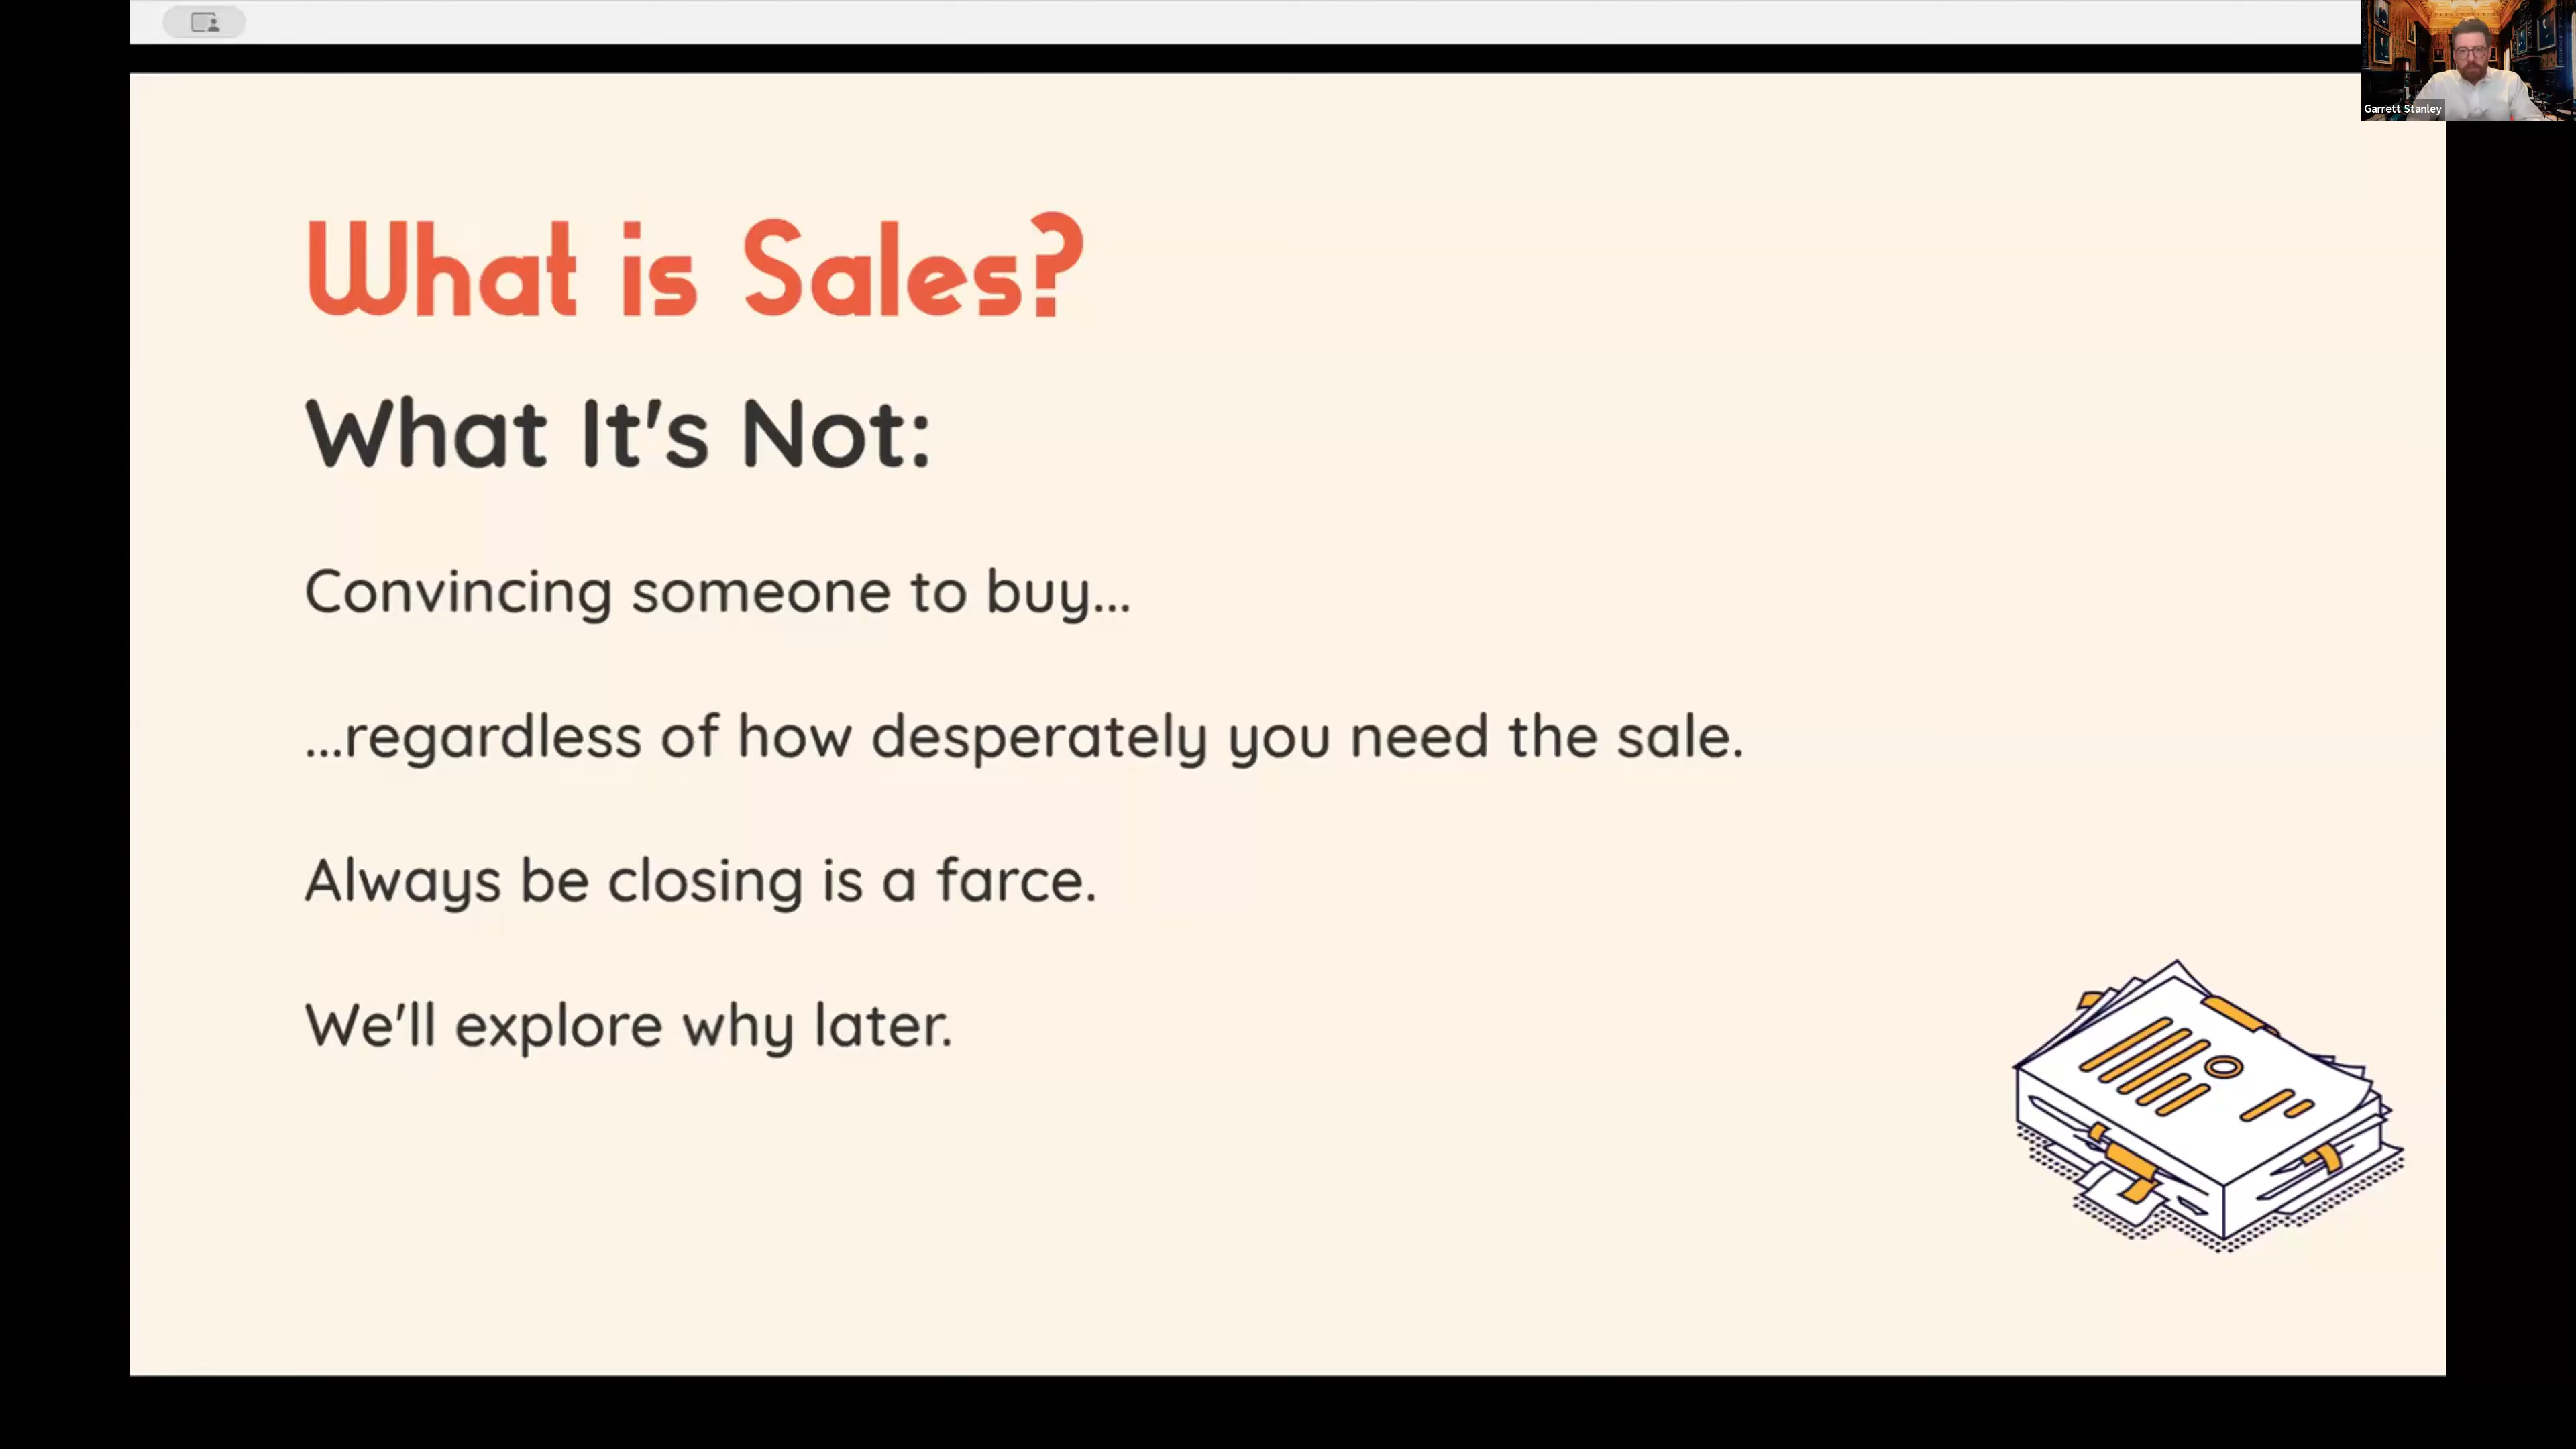 Garrett Stanley
What is Sales?
What It's Not:
Convincing someone to buy...
...regardless of how desperately you need the sale.
Always be closing is a farce.
We'll explore why later.